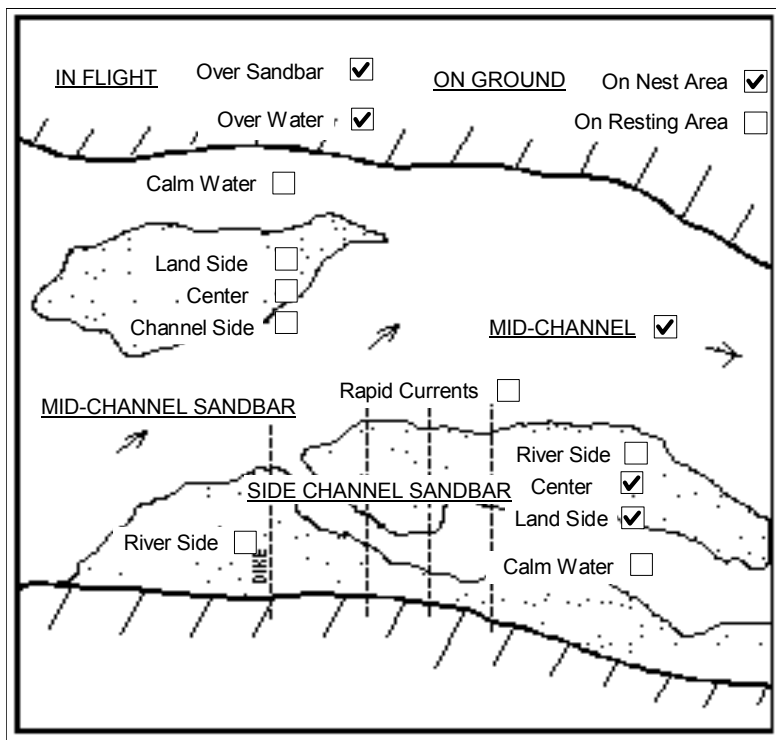 IN FLIGHT Over Sandbar ON GROUND On Nest Area
Over Water On Resting Area
Calm Water
Land Side
Center
Channel Side
MID-CHANNEL
Rapid Currents
MID-CHANNEL SANDBAR
River Side
SIDE CHANNEL SANDBAR Center
Land Side
River Side
DIKE
Calm Water